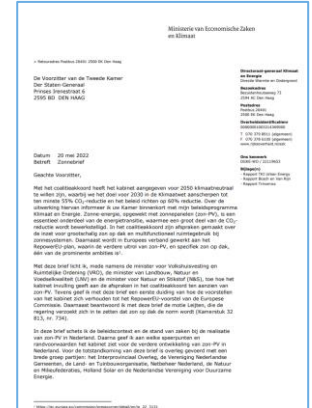 Ministerie van Economische Zaken
en Klimaat
> Retouradres Postbus 20401 2500 EK Den Haag
De Voorzitter van de Tweede Kamer
Der Staten-Generaal
Prinses Irenestraat 6
2595 BD DEN HAAG
Directoraat-generaal Klimaat
en Energie
Bezoekadres
Bezuidenhoutseweg 73
2594 AC Den Haag
Postadres
Postbus 20401
2500 EK Den Haag
Datum 20 mei 2022
Betreft Zonnebrief
Geachte Voorzitter,
Met het coalitieakkoord heeft het kabinet aangegeven voor 2050 klimaatneutraal
te willen zijn, waarbij we het doel voor 2030 in de Klimaatwet aanscherpen tot
ten minste 55% CO₂-reductie en het beleid richten op 60% reductie. Over de
uitwerking hiervan informeer ik uw Kamer binnenkort met mijn beleidsprogramma
Klimaat en Energie. Zonne-energie, opgewekt met zonnepanelen (zon-PV), is een
essentieel onderdeel van de energietransitie, waarmee een groot deel van de CO₂-
reductie wordt bewerkstelligd. In het coalitieakkoord zijn afspraken gemaakt over
de inzet voor grootschalig zon op dak en multifunctioneel ruimtegebruik bij
zonnesystemen. Daarnaast wordt in Europees verband gewerkt aan het
RepowerEU-plan, waarin de uitrol van zon-PV, en specifiek zon op dak,
één van de prominente ambities is¹.
Met deze brief licht ik, mede namens de minister voor Volkshuisvesting en
Ruimtelijke Ordening (VRO), de minister van Landbouw, Natuur en
Voedselkwaliteit (LNV) en de minister voor Natuur en Stikstof (N&S), toe hoe het
kabinet invulling geeft aan de afspraken in het coalitieakkoord ten aanzien van
zon-PV. Tevens geef ik met deze brief een eerste duiding van hoe de voorstellen
van het kabinet zich verhouden tot het RepowerEU-voorstel van de Europese
Commissie. Daarnaast beantwoord ik met deze brief de motie Leijten, die de
regering verzoekt zich in te zetten dat zon op dak de norm wordt (Kamerstuk 32
813, nr. 734).
In deze brief schets ik de beleidscontext en de stand van zaken bij de realisatie
van zon-PV in Nederland. Daarna geef ik aan welke speerpunten en
randvoorwaarden het kabinet ziet voor de verdere ontwikkeling van zon-PV in
Nederland. Voor de totstandkoming van deze brief is overleg gevoerd met een
brede groep partijen: het Interprovinciaal Overleg, de Vereniging Nederlandse
Gemeenten, de Land- en Tuinbouworganisatie, Netbeheer Nederland, de Natuur
en Milieufederaties, Holland Solar en de Nederlandse Vereniging voor Duurzame
Energie.